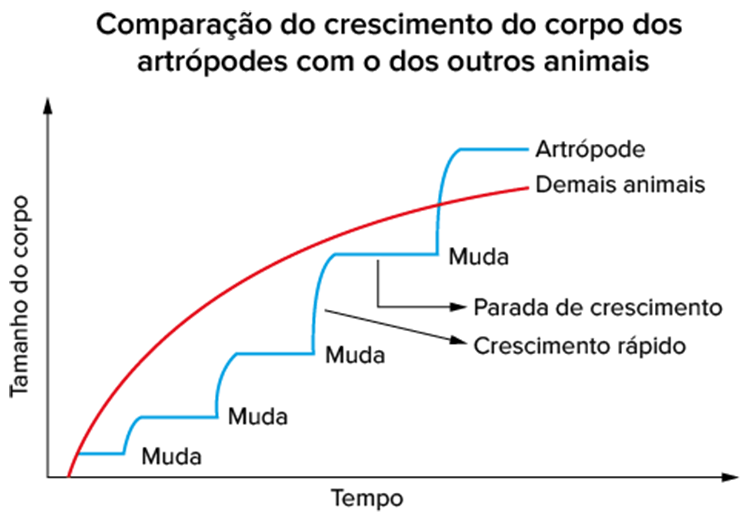 Comparação do crescimento do corpo dos
artrópodes com o dos outros animais
Tamanho do corpo
Artrópode
Demais animais
Muda
Parada de crescimento
Crescimento rápido
Muda
Muda
Muda
Tempo